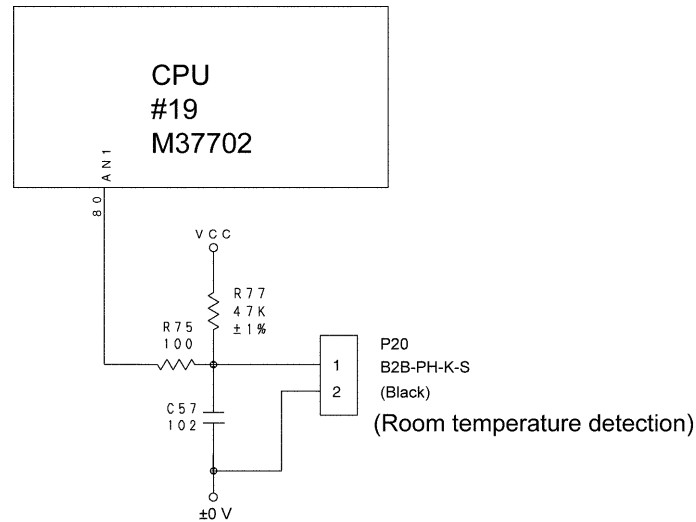 CPU
#19
M37702
AN1
80
VCC
R77
47K
±1%
R75
100
P20
1
B2B-PH-K-S
2
(Black)
C57
102
(Room temperature detection)
±0 V